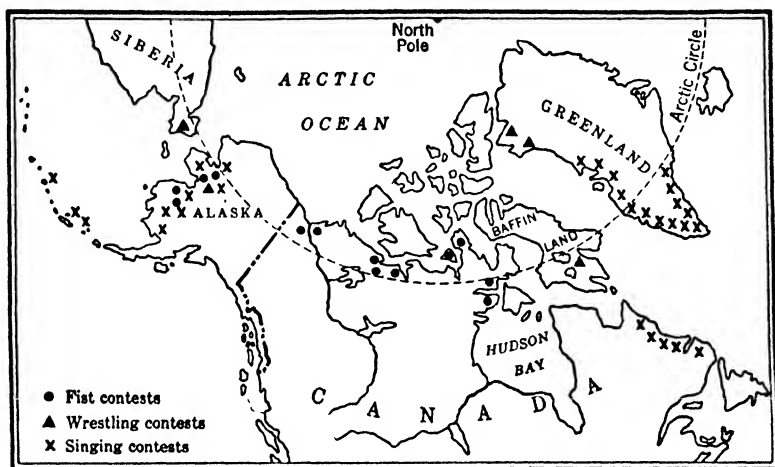 North
Pole
SIBERIA
ARCTIC
OCEAN
Arctic Circle
GREENLAND
ALASKA
BAFFIN
LAND
HUDSON
BAY
CANADA
● Fist contests
▲ Wrestling contests
x Singing contests